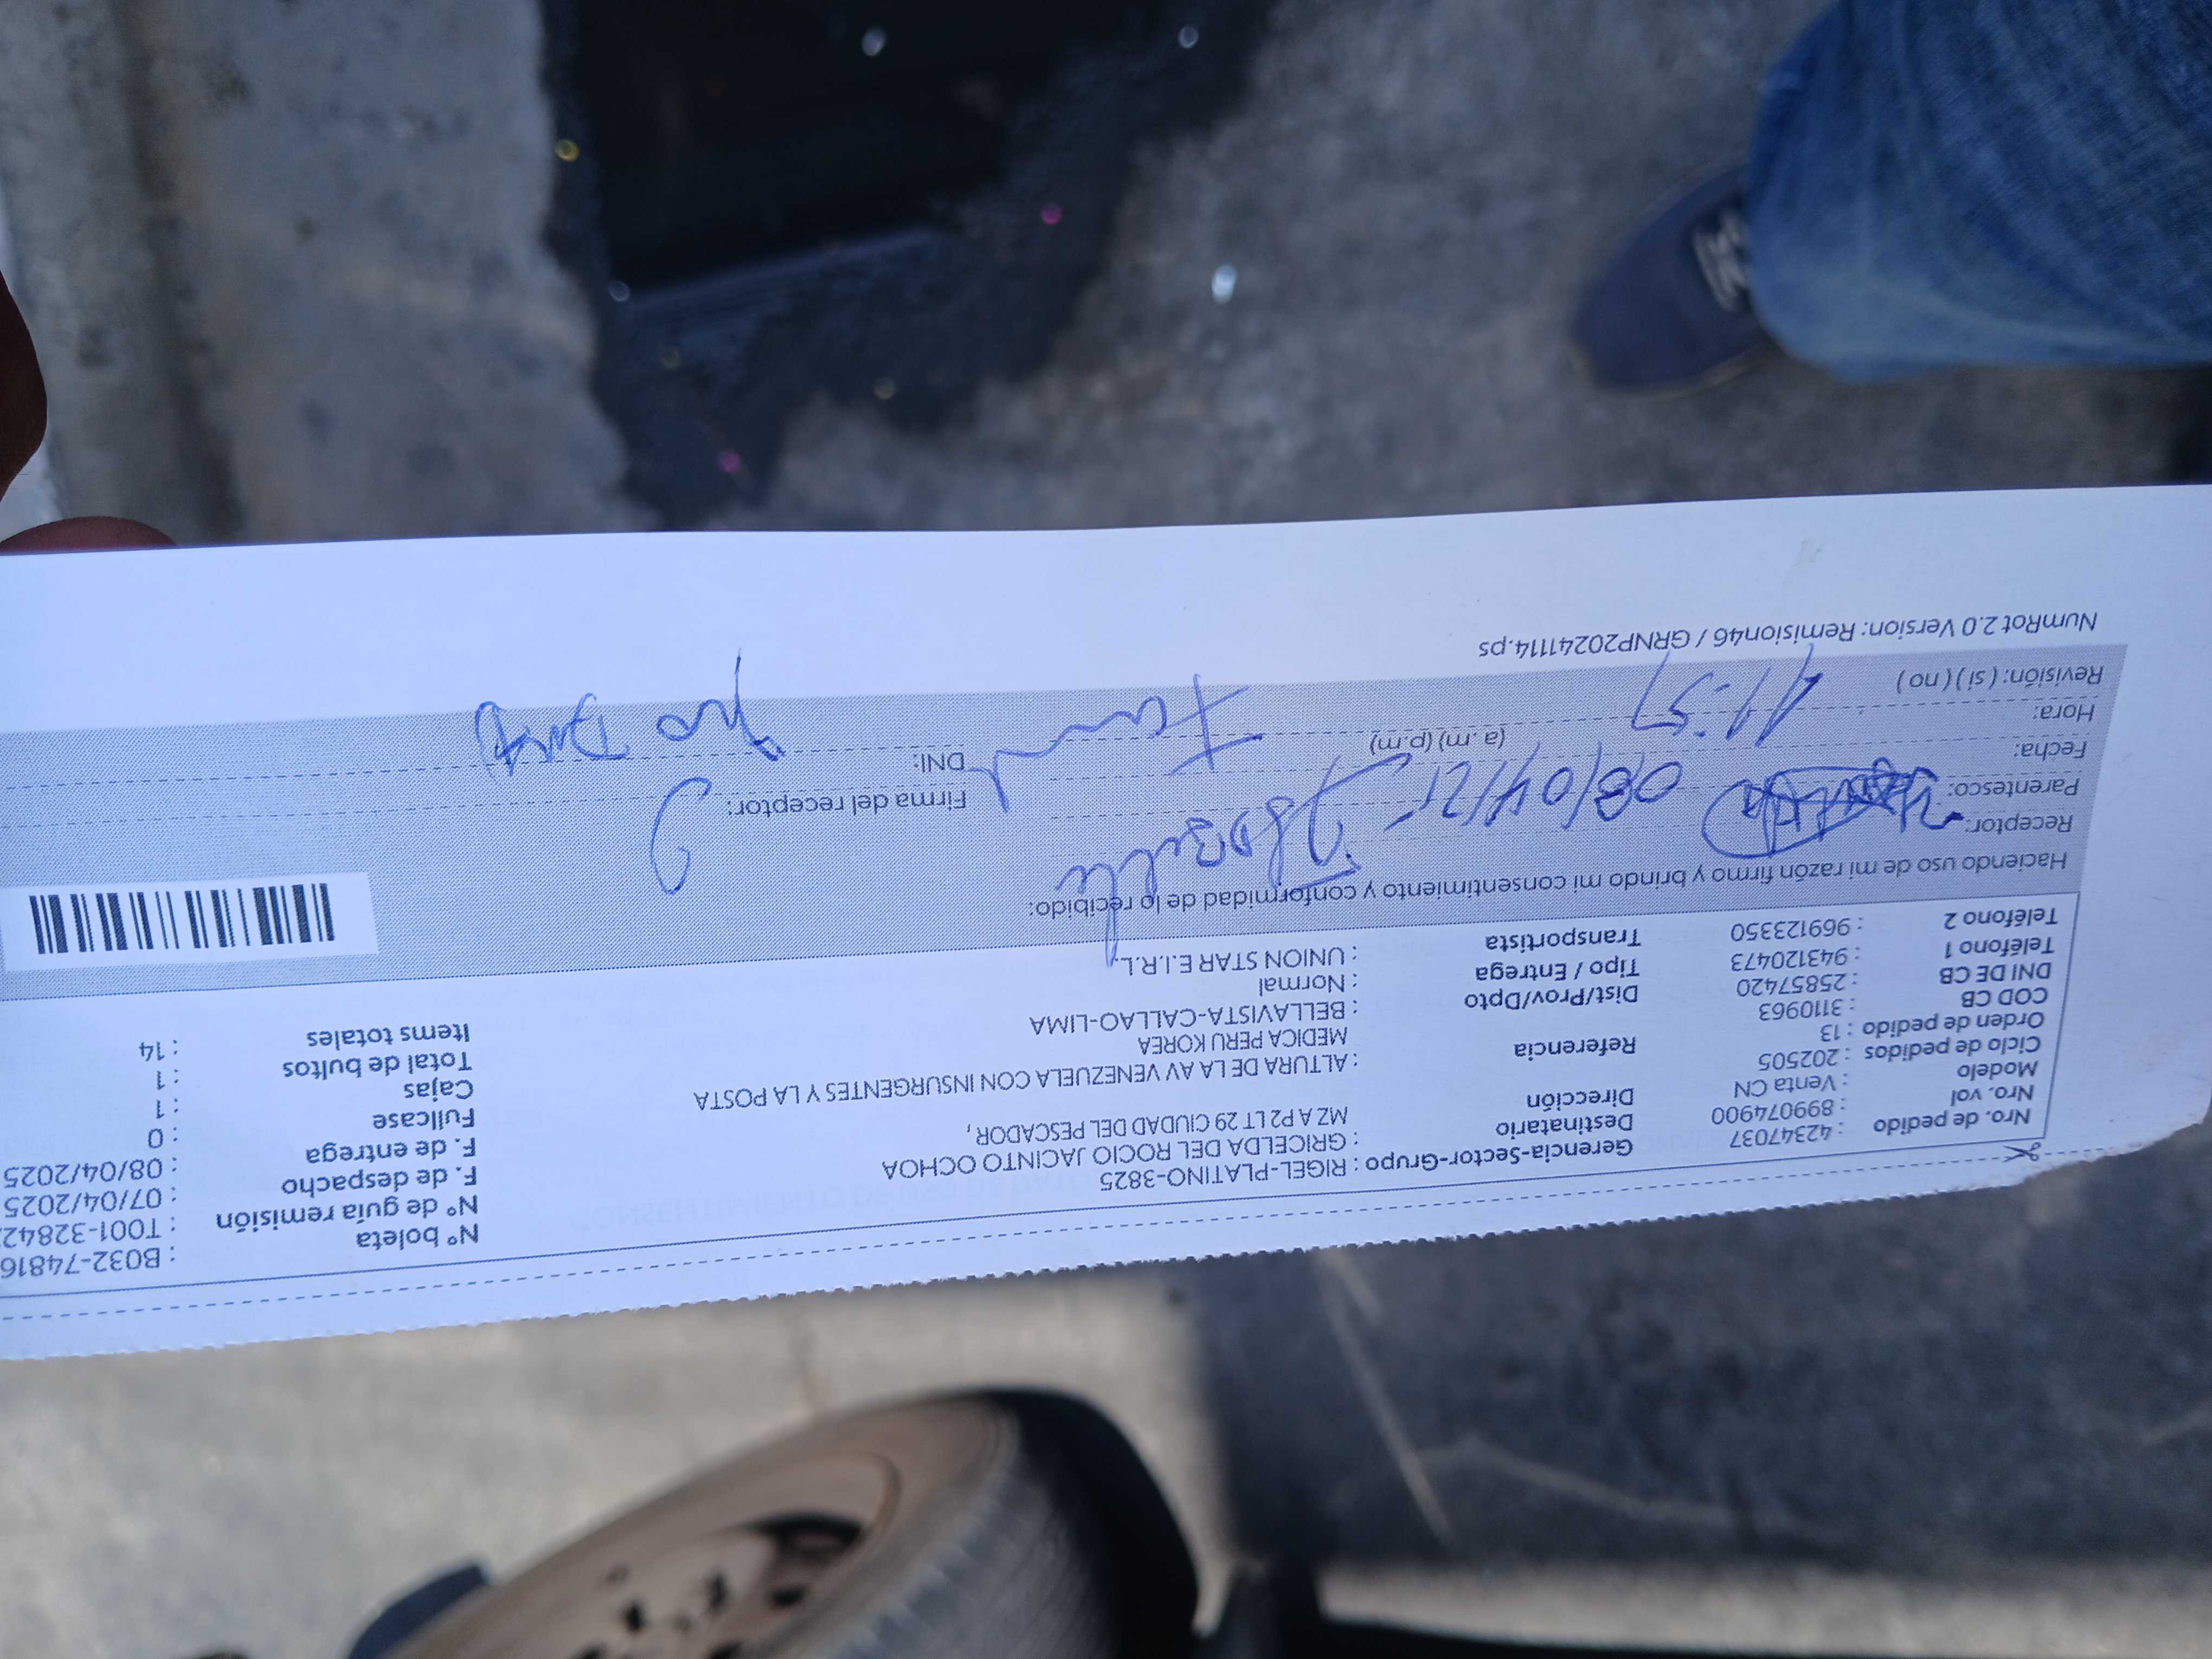 Nro. de pedido : 42347037
Nro. vol : 899074900
Modelo : Venta CN
Ciclo de pedidos : 202505
Orden de pedido : 13
COD CB : 3110963
DNI DE CB : 25857420
Teléfono 1 : 943120473
Teléfono 2 : 969123350
Gerencia-Sector-Grupo : RIGEL-PLATINO-3825
Destinatario : GRICELDA DEL ROCIO JACINTO OCHOA
Dirección MZ A P2 LT 29 CIUDAD DEL PESCADOR,
Referencia : ALTURA DE LA AV VENEZUELA CON INSURGENTES Y LA POSTA
MEDICA PERU KOREA
Dist/Prov/Dpto : BELLAVISTA-CALLAO-LIMA
Tipo / Entrega : Normal
Transportista : UNION STAR E.I.R.L.
N° boleta : B032-74816
N° de guía remisión : T001-32842
F. de despacho : 07/04/2025
F. de entrega : 08/04/2025
Fullcase : 0
Cajas : 1
Total de bultos : 1
Items totales : 14
Haciendo uso de mi razón firmo y brindo mi consentimiento y conformidad de lo recibido:
Receptor:
Parentesco:
Fecha: 08/04/25
Hora: 11:57 (a. m) (p.m)
Revisión: ( si ) ( no )
Firma del receptor:
DNI: no
NumRot 2.0 Version: Remision46 / GRNP20241114.ps